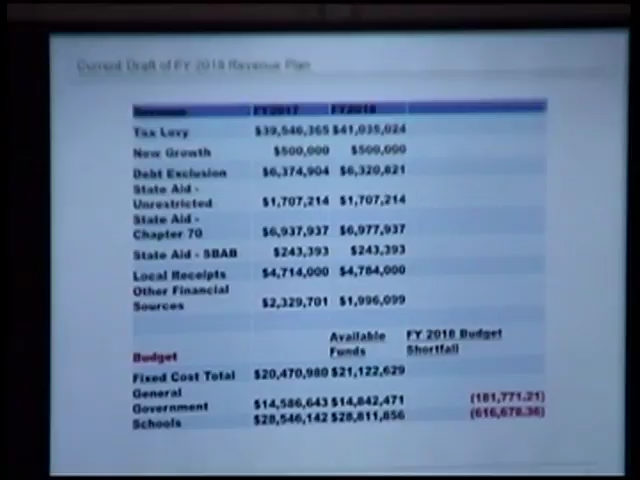 Current Draft of FY 2018 Revenue Plan
Revenue FY2017 FY2018
Tax Levy $39,546,365 $41,035,024
New Growth $500,000 $500,000
Debt Exclusion $6,374,904 $6,320,821
State Aid -
Unrestricted $1,707,214 $1,707,214
State Aid -
Chapter 70 $6,937,937 $6,977,937
State Aid - SBAB $243,393 $243,393
Local Receipts $4,714,000 $4,784,000
Other Financial
Sources $2,329,701 $1,996,099
Available FY 2018 Budget
Budget Funds Shortfall
Fixed Cost Total $20,470,980 $21,122,629
General
Government $14,586,643 $14,842,471 (181,771.21)
Schools $28,546,142 $28,811,856 (616,678.36)